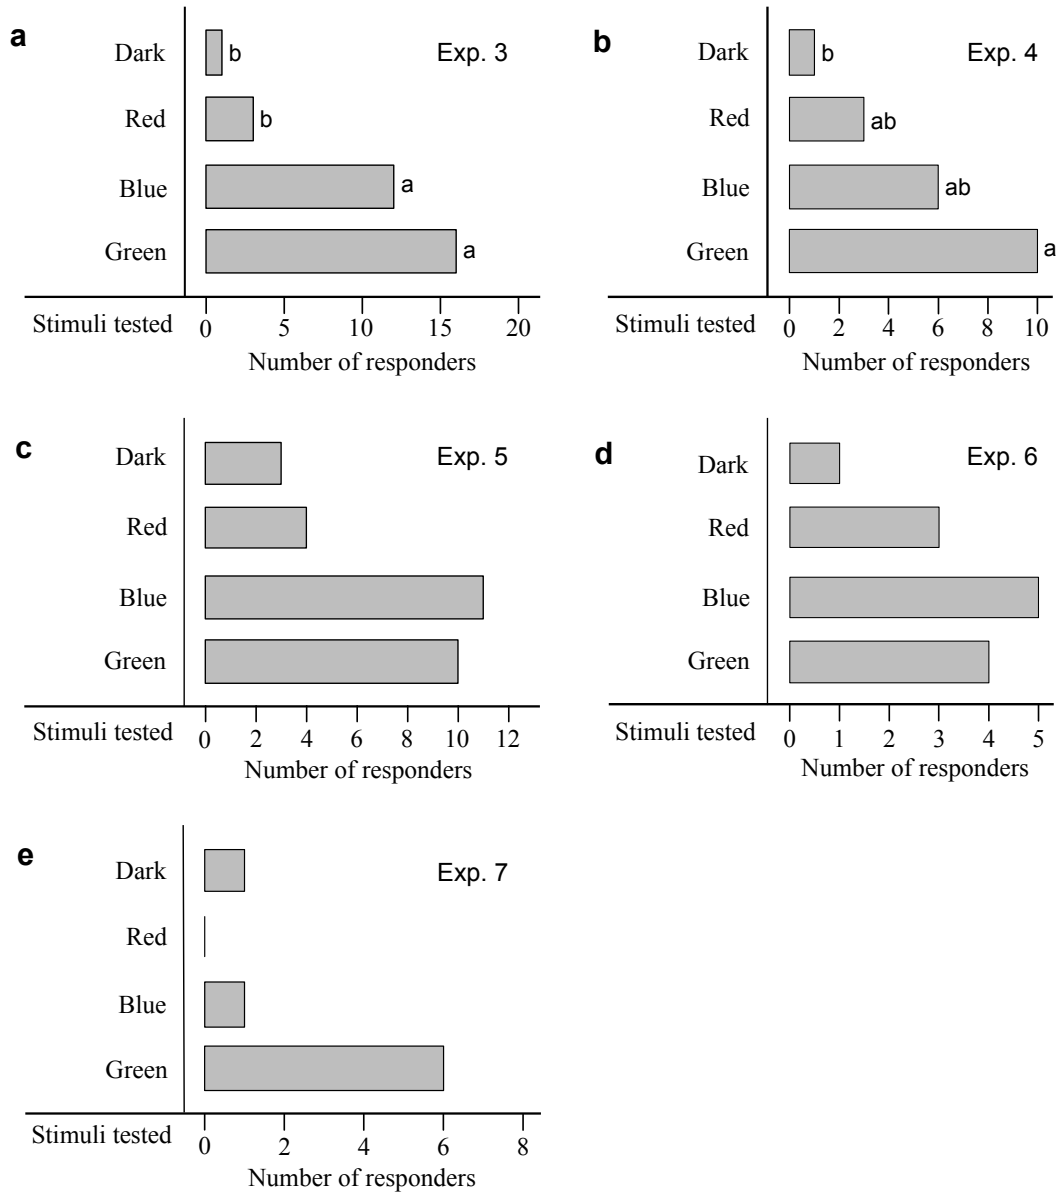 a
Exp. 3
Dark
b
Red
b
Blue
a
Green
a
Stimuli tested
0 5 10 15 20
Number of responders
b
Exp. 4
Dark
b
Red
ab
Blue
ab
Green
a
Stimuli tested
0 2 4 6 8 10
Number of responders
c
Exp. 5
Dark
Red
Blue
Green
Stimuli tested
0 2 4 6 8 10 12
Number of responders
d
Exp. 6
Dark
Red
Blue
Green
Stimuli tested
0 1 2 3 4 5
Number of responders
e
Exp. 7
Dark
Red
Blue
Green
Stimuli tested
0 2 4 6 8
Number of responders